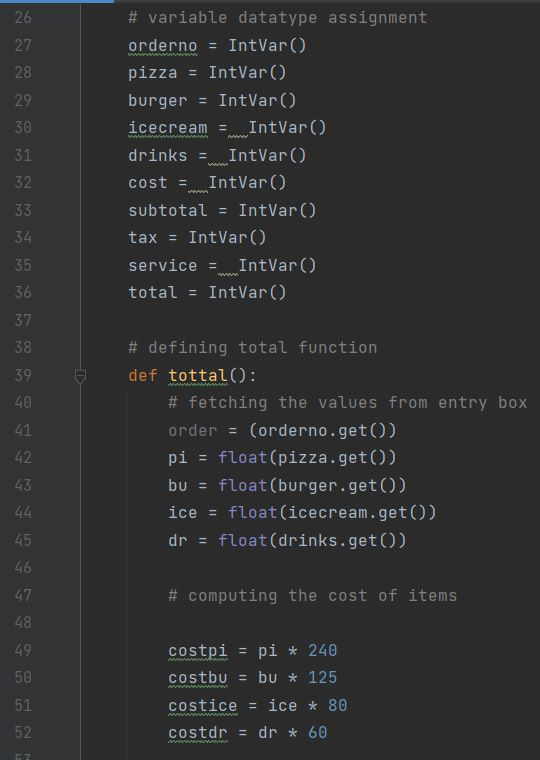 26 # variable datatype assignment
27 orderno = IntVar()
28 pizza = IntVar()
29 burger = IntVar()
30 icecream =  IntVar()
31 drinks =  IntVar()
32 cost =  IntVar()
33 subtotal = IntVar()
34 tax = IntVar()
35 service =  IntVar()
36 total = IntVar()
37
38 # defining total function
39 def tottal():
40 # fetching the values from entry box
41 order = (orderno.get())
42 pi = float(pizza.get())
43 bu = float(burger.get())
44 ice = float(icecream.get())
45 dr = float(drinks.get())
46
47 # computing the cost of items
48
49 costpi = pi * 240
50 costbu = bu * 125
51 costice = ice * 80
52 costdr = dr * 60
53